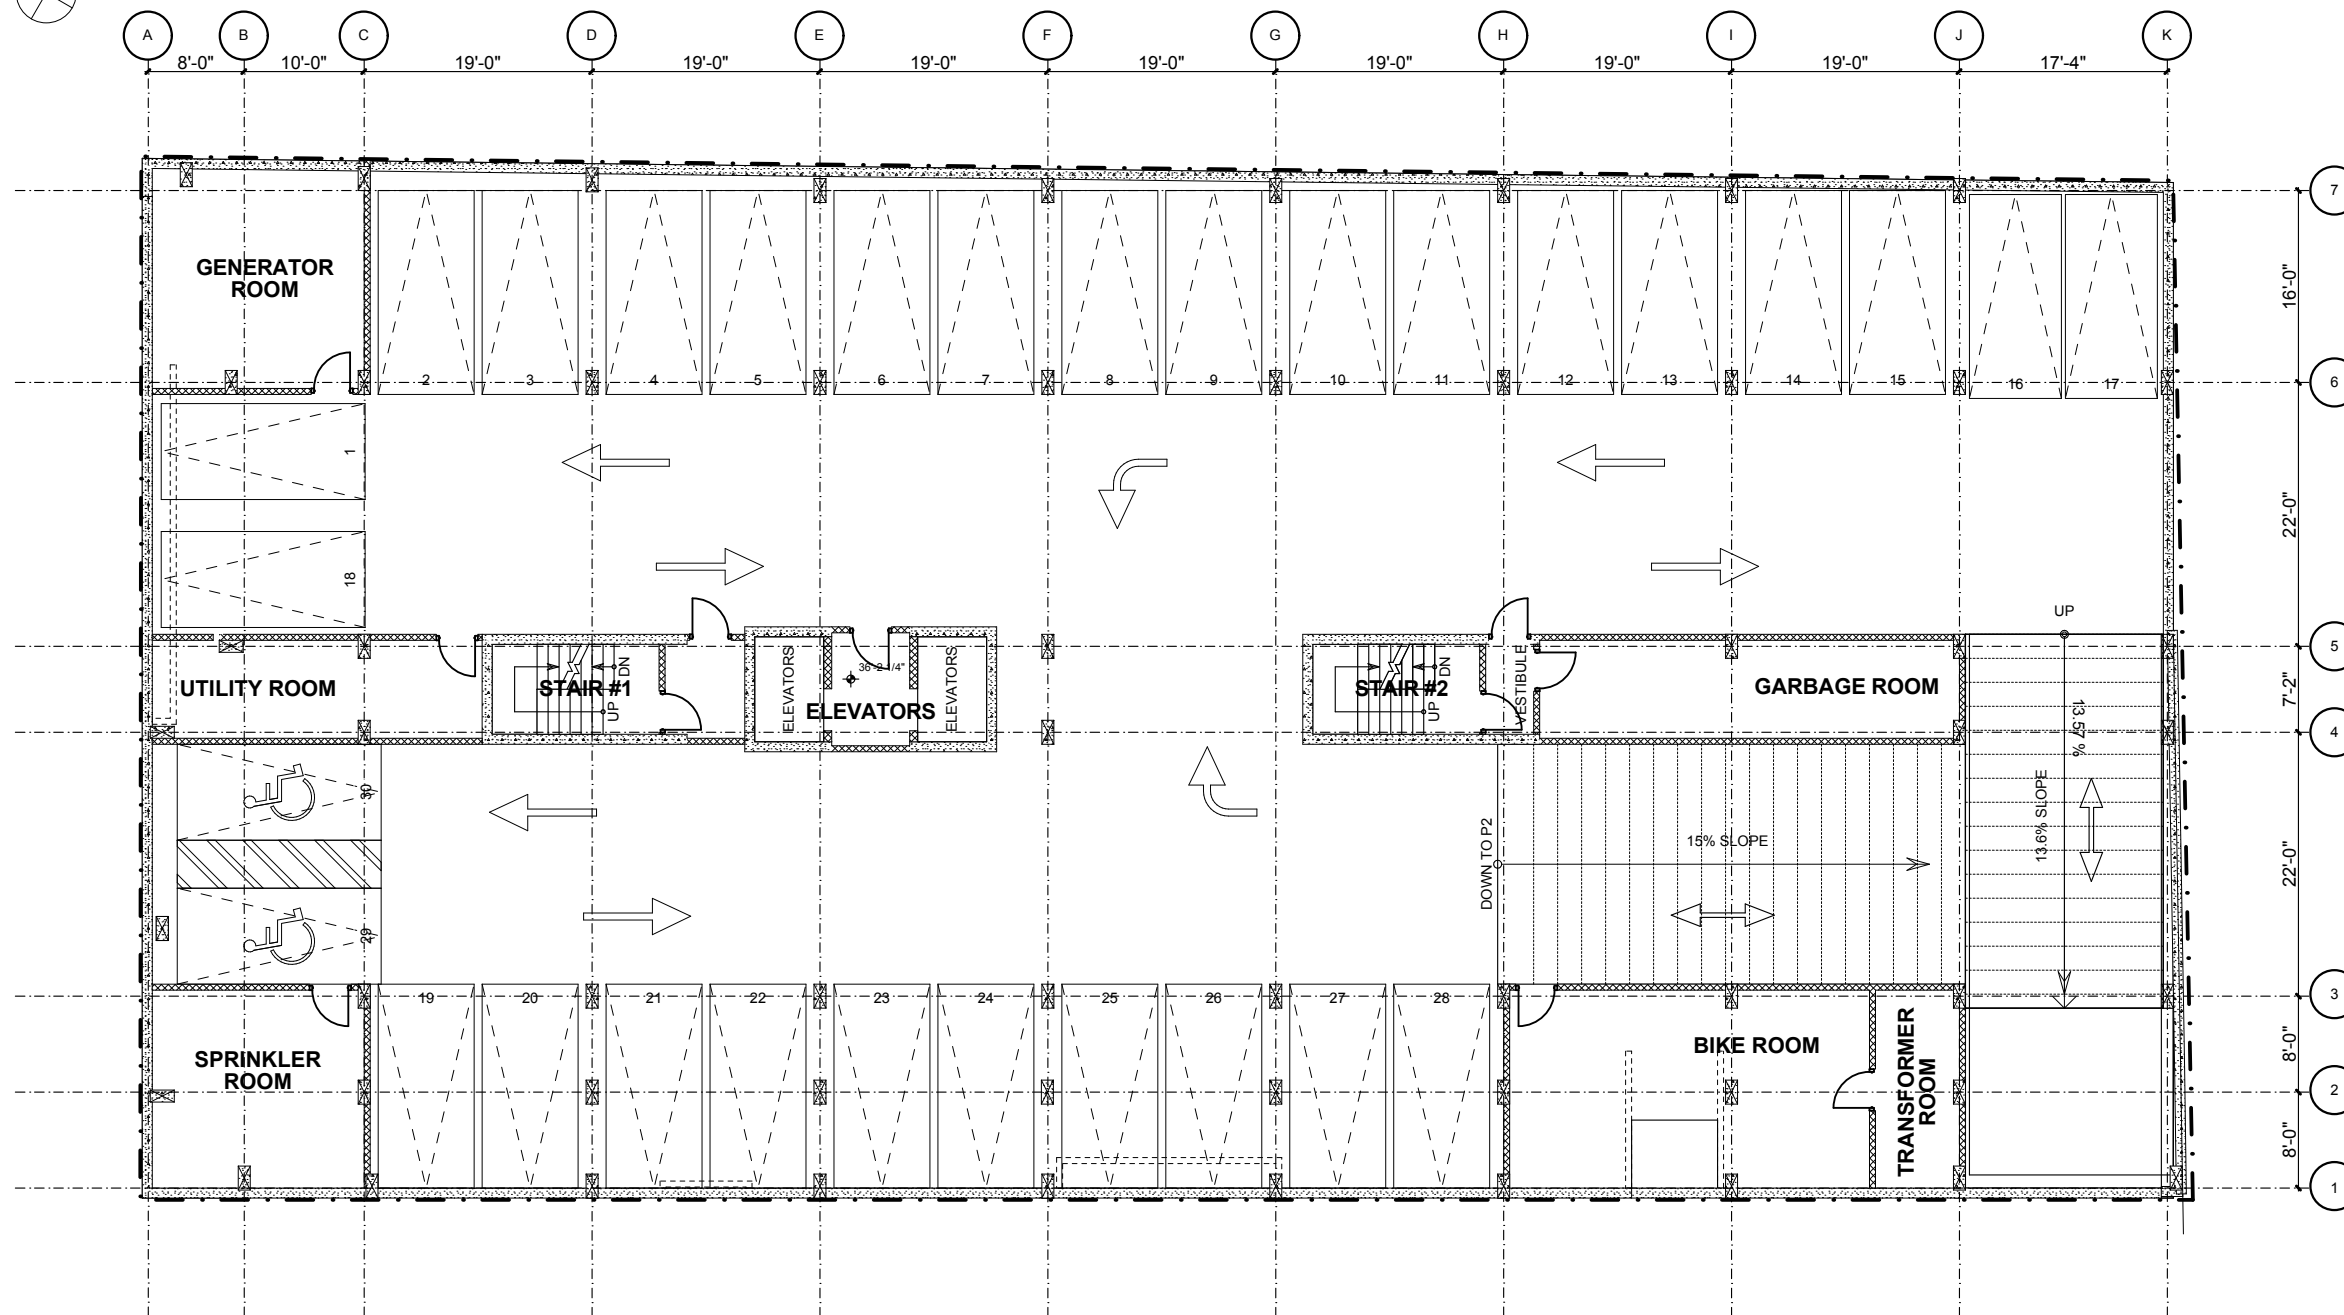 A B C D E F G H I J K
8'-0" 10'-0" 19'-0" 19'-0" 19'-0" 19'-0" 19'-0" 19'-0" 19'-0" 17'-4"
7
GENERATOR
ROOM
16'-0"
2 3 4 5 6 7 8 9 10 11 12 13 14 15 16 17
6
1
22'-0"
18
UP
5
UTILITY ROOM
STAIR #1
DN
UP
ELEVATORS
36'-2 1/4"
ELEVATORS
ELEVATORS
STAIR #2
DN
UP
VESTIBULE
GARBAGE ROOM
13.57 %
7'-2"
4
30
DOWN TO P2
15% SLOPE
13.6% SLOPE
22'-0"
29
19 20 21 22 23 24 25 26 27 28
3
SPRINKLER
ROOM
BIKE ROOM
TRANSFORMER
ROOM
8'-0"
2
8'-0"
1